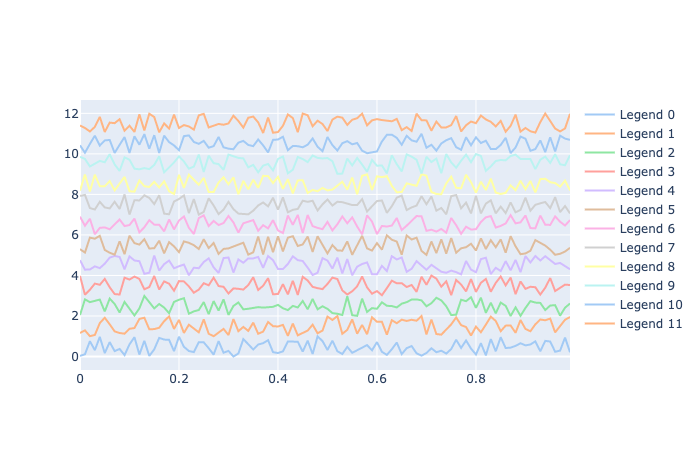 12
10
8
6
4
2
0
0
0.2
0.4
0.6
0.8
Legend 0
Legend 1
Legend 2
Legend 3
Legend 4
Legend 5
Legend 6
Legend 7
Legend 8
Legend 9
Legend 10
Legend 11